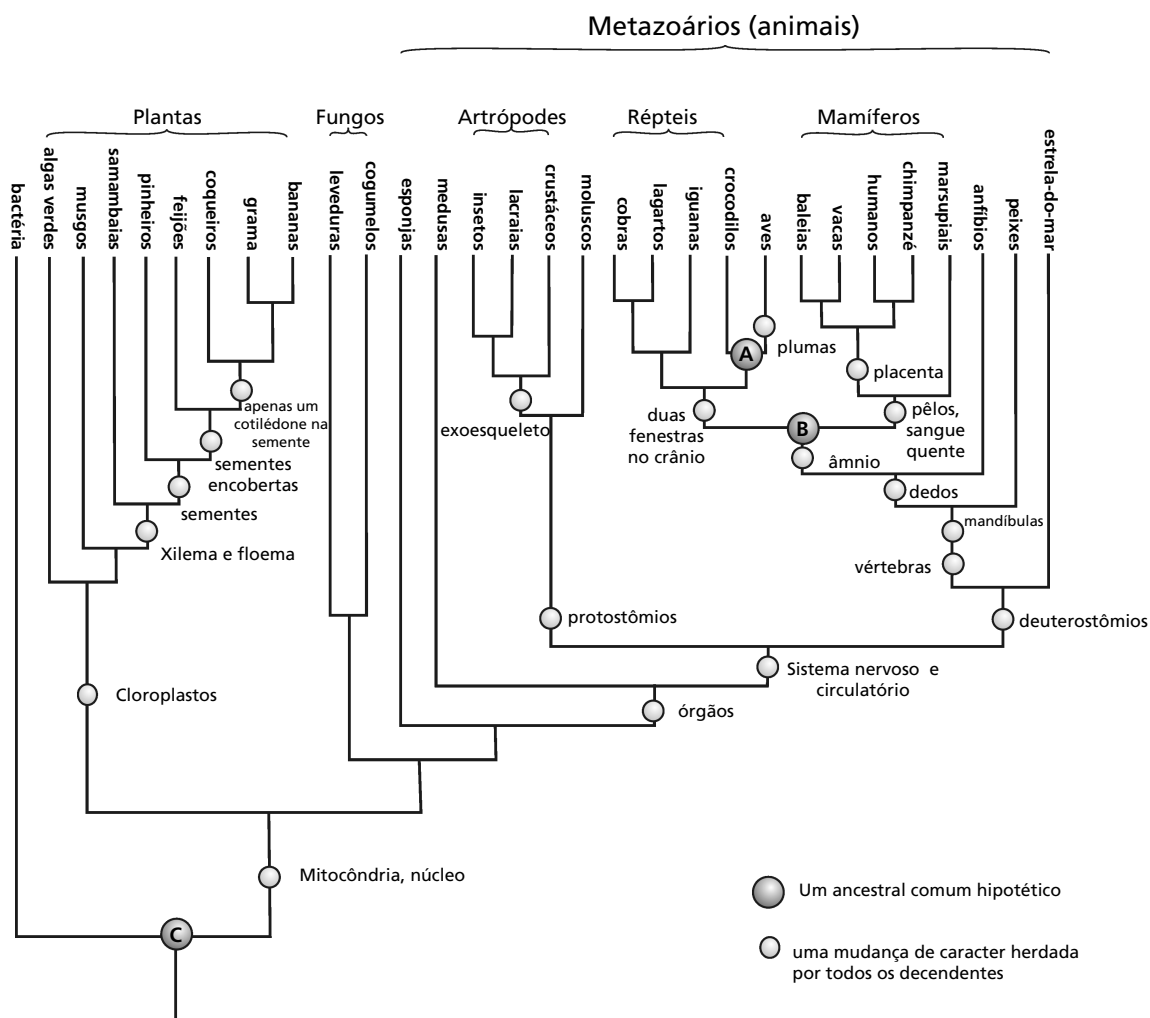 Metazoários (animais)
Plantas
Fungos
Artrópodes
Répteis
Mamíferos
bactéria
algas verdes
musgos
samambaias
pinheiros
feijões
coqueiros
grama
bananas
leveduras
cogumelos
esponjas
medusas
insetos
lacraias
crustáceos
moluscos
cobras
lagartos
iguanas
crocodilos
aves
baleias
vacas
humanos
chimpanzé
marsupiais
anfíbios
peixes
estrela-do-mar
A
plumas
placenta
apenas um
cotilédone na
semente
exoesqueleto
duas
fenestras
no crânio
B
pêlos,
sangue
quente
sementes
encobertas
âmnio
dedos
sementes
mandíbulas
Xilema e floema
vértebras
protostômios
deuterostômios
Sistema nervoso e
circulatório
Cloroplastos
órgãos
Mitocôndria, núcleo
C
Um ancestral comum hipotético
uma mudança de caracter herdada
por todos os decendentes